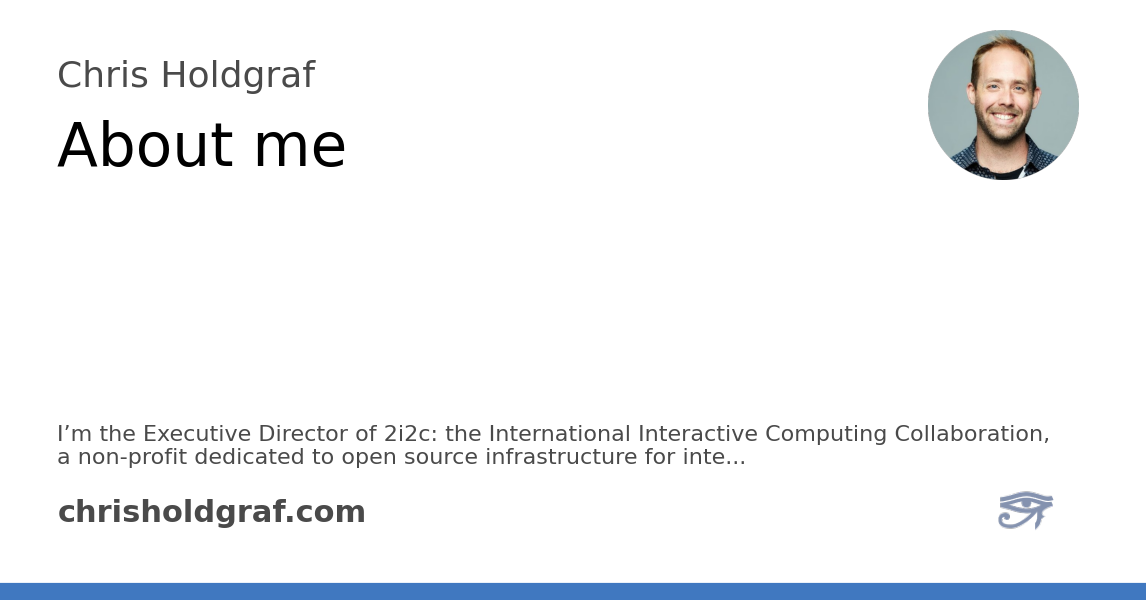 Chris Holdgraf
About me
I’m the Executive Director of 2i2c: the International Interactive Computing Collaboration,
a non-profit dedicated to open source infrastructure for inte...
chrisholdgraf.com